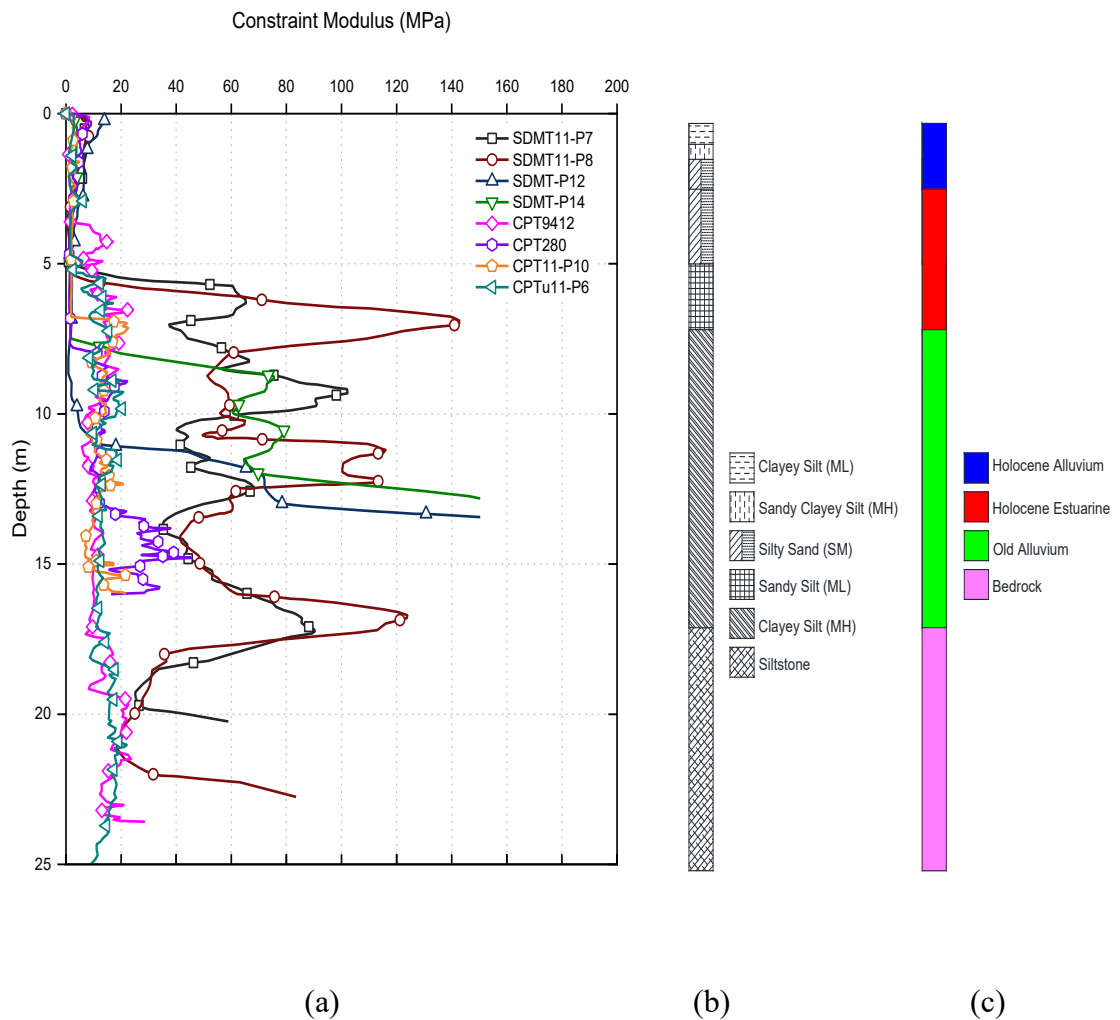 Constraint Modulus (MPa)
0 20 40 60 80 100 120 140 160 180 200
0
5
10
15
20
25
Depth (m)
SDMT11-P7
SDMT11-P8
SDMT-P12
SDMT-P14
CPT9412
CPT280
CPT11-P10
CPTu11-P6
Clayey Silt (ML)
Sandy Clayey Silt (MH)
Silty Sand (SM)
Sandy Silt (ML)
Clayey Silt (MH)
Siltstone
Holocene Alluvium
Holocene Estuarine
Old Alluvium
Bedrock
(a) (b) (c)